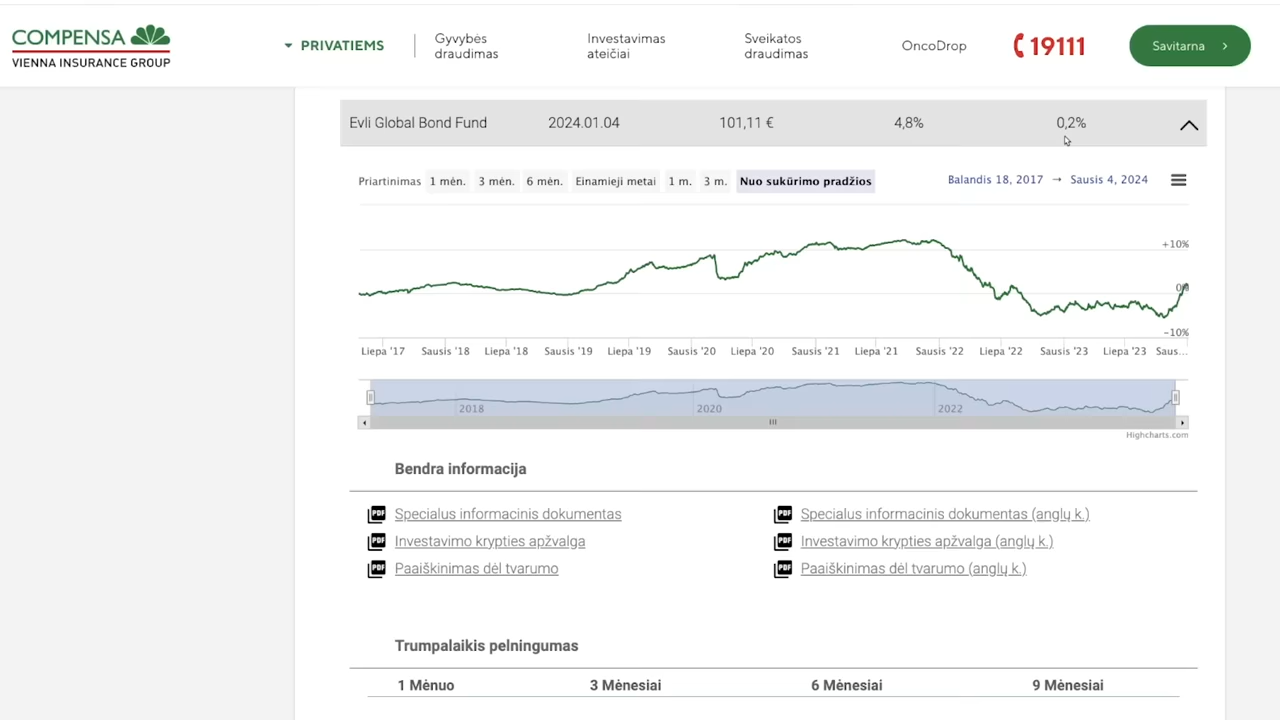 COMPENSA
VIENNA INSURANCE GROUP
PRIVATIEMS
Gyvybės
draudimas
Investavimas
ateičiai
Sveikatos
draudimas
OncoDrop
19111
Savitarna
Evli Global Bond Fund 2024.01.04 101,11 € 4,8% 0,2%
Priartinimas 1 mėn. 3 mėn. 6 mėn. Einamieji metai 1 m. 3 m. Nuo sukūrimo pradžios Balandis 18, 2017 → Sausis 4, 2024
+10%
-10%
Liepa '17 Sausis '18 Liepa '18 Sausis '19 Liepa '19 Sausis '20 Liepa '20 Sausis '21 Liepa '21 Sausis '22 Liepa '22 Sausis '23 Liepa '23 Saus...
2018 2020 2022
Highcharts.com
Bendra informacija
PDF Specialus informacinis dokumentas PDF Specialus informacinis dokumentas (anglų k.)
PDF Investavimo krypties apžvalga PDF Investavimo krypties apžvalga (anglų k.)
PDF Paaiškinimas dėl tvarumo PDF Paaiškinimas dėl tvarumo (anglų k.)
Trumpalaikis pelningumas
1 Mėnuo 3 Mėnesiai 6 Mėnesiai 9 Mėnesiai